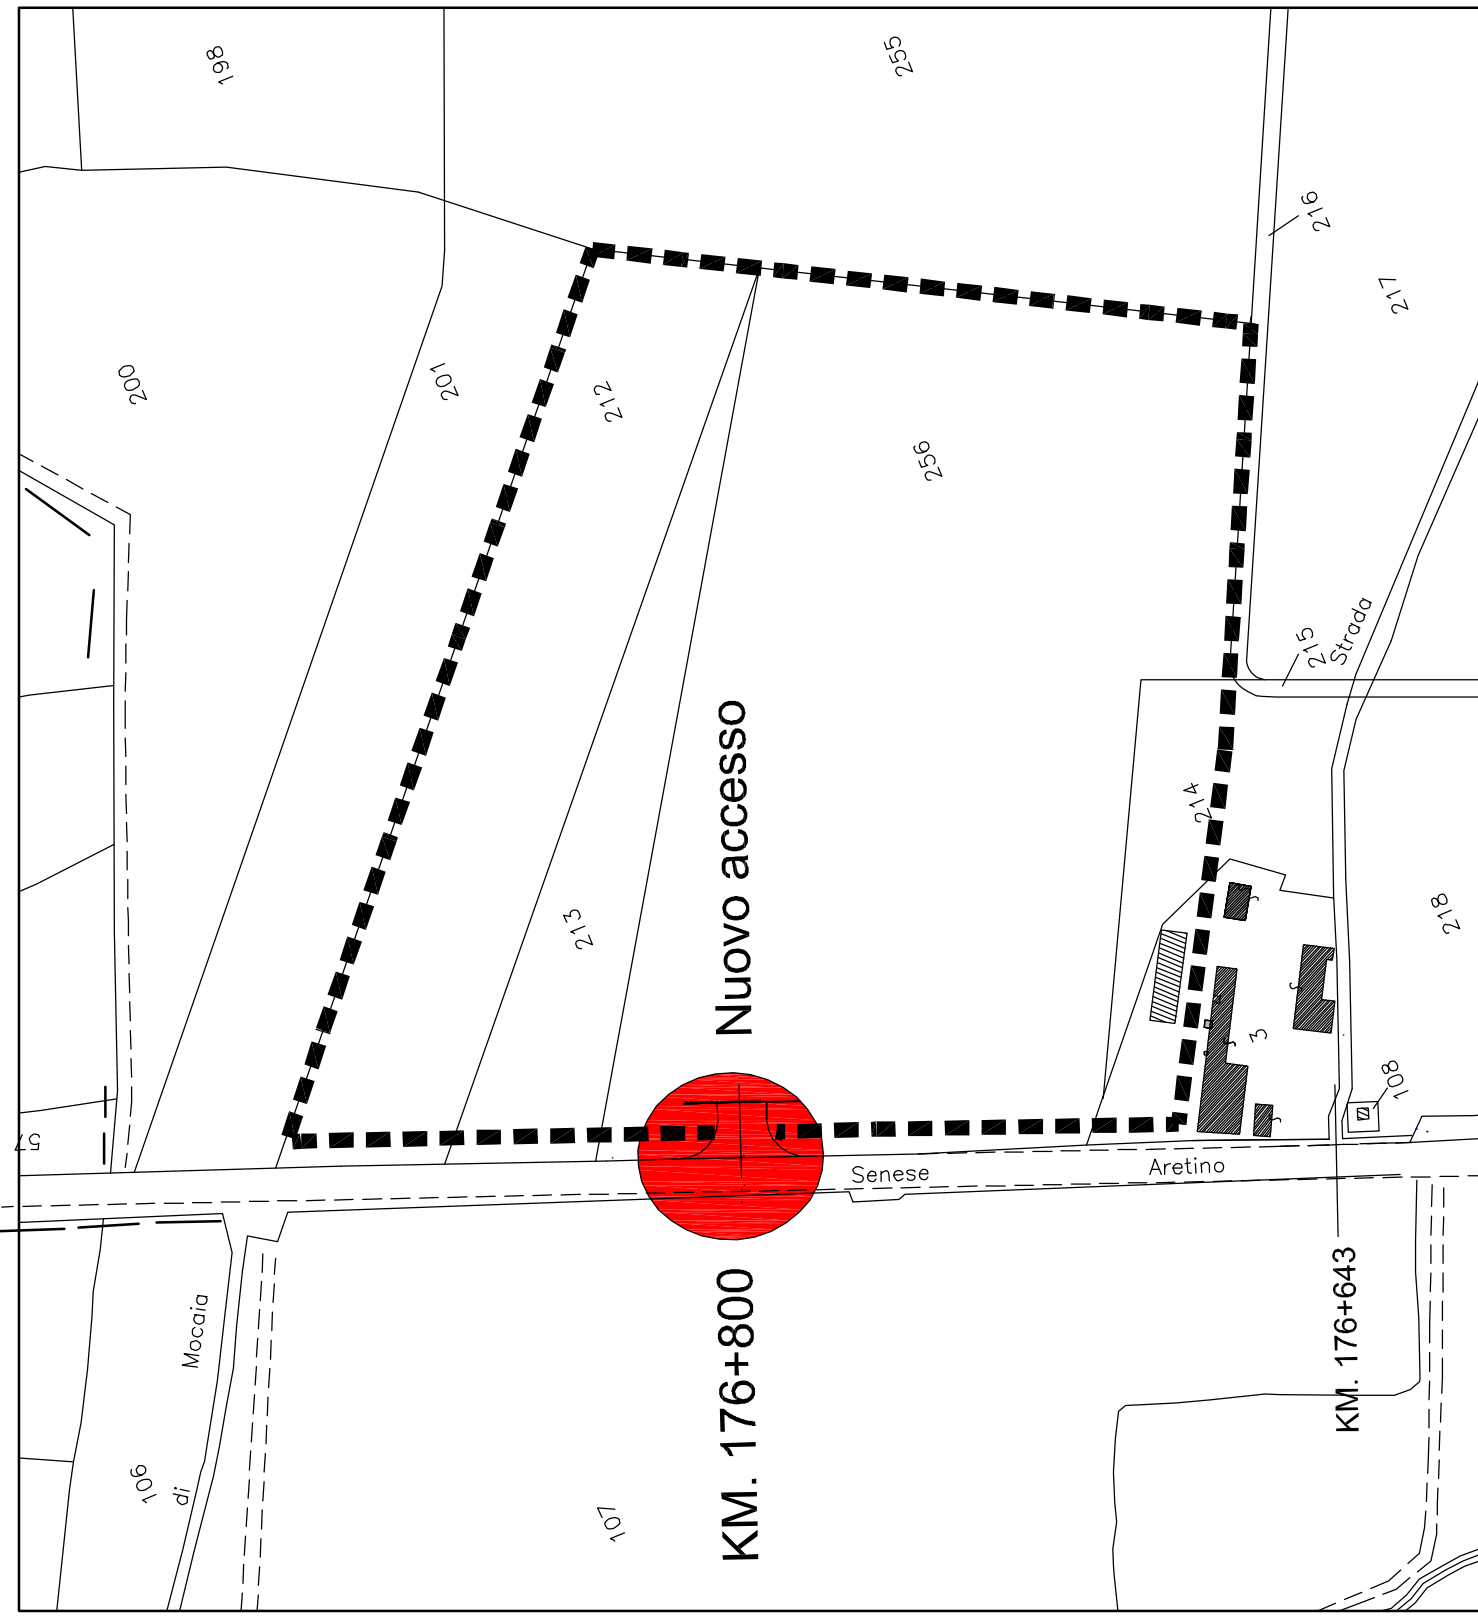 198
255
216
217
200
201
212
256
215
Strada
Nuovo accesso
214
213
218
3
108
57
Senese
Aretino
Mocaia
di
106
107
KM. 176+800
KM. 176+643